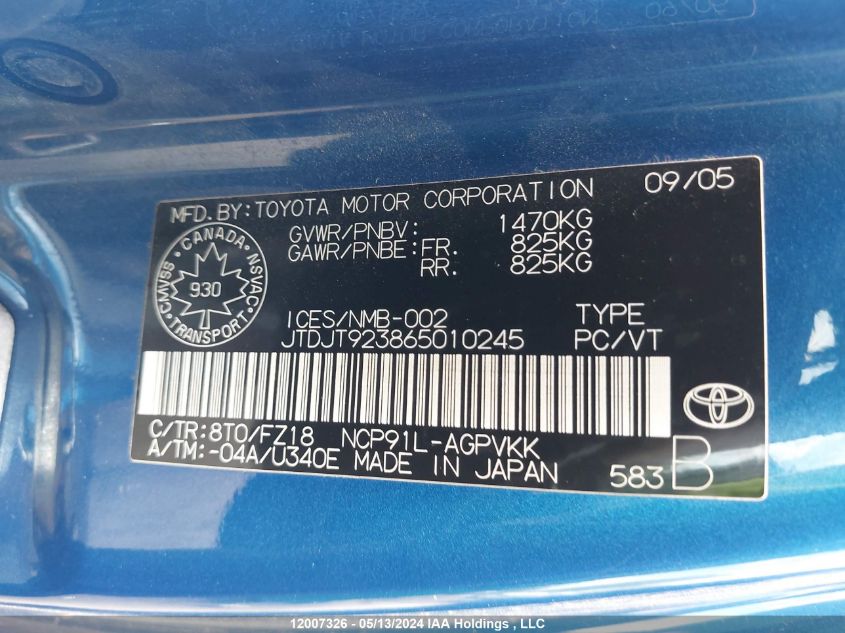 MFD. BY: TOYOTA MOTOR CORPORATION 09/05
GVWR/PNBV: 1470KG
GAWR/PNBE: FR. 825KG
RR. 825KG
CANADA
CMVSS 930 NSVAC
TRANSPORT
ICES/NMB-002 TYPE
JTDJT923865010245 PC/VT
C/TR: 8T0/FZ18 NCP91L-AGPVKK
A/TM: -04A/U340E MADE IN JAPAN 583 B
12007326 - 05/13/2024 IAA Holdings , LLC